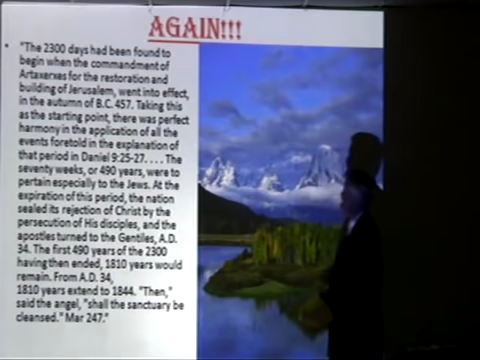 AGAIN!!!
• "The 2300 days had been found to
begin when the commandment of
Artaxerxes for the restoration and
building of Jerusalem, went into effect,
in the autumn of B.C. 457. Taking this
as the starting point, there was perfect
harmony in the application of all the
events foretold in the explanation of
that period in Daniel 9:25-27. . . . The
seventy weeks, or 490 years, were to
pertain especially to the Jews. At the
expiration of this period, the nation
sealed its rejection of Christ by the
persecution of His disciples, and the
apostles turned to the Gentiles, A.D.
34. The first 490 years of the 2300
having then ended, 1810 years would
remain. From A.D. 34,
1810 years extend to 1844. "Then,"
said the angel, "shall the sanctuary be
cleansed." Mar 247."